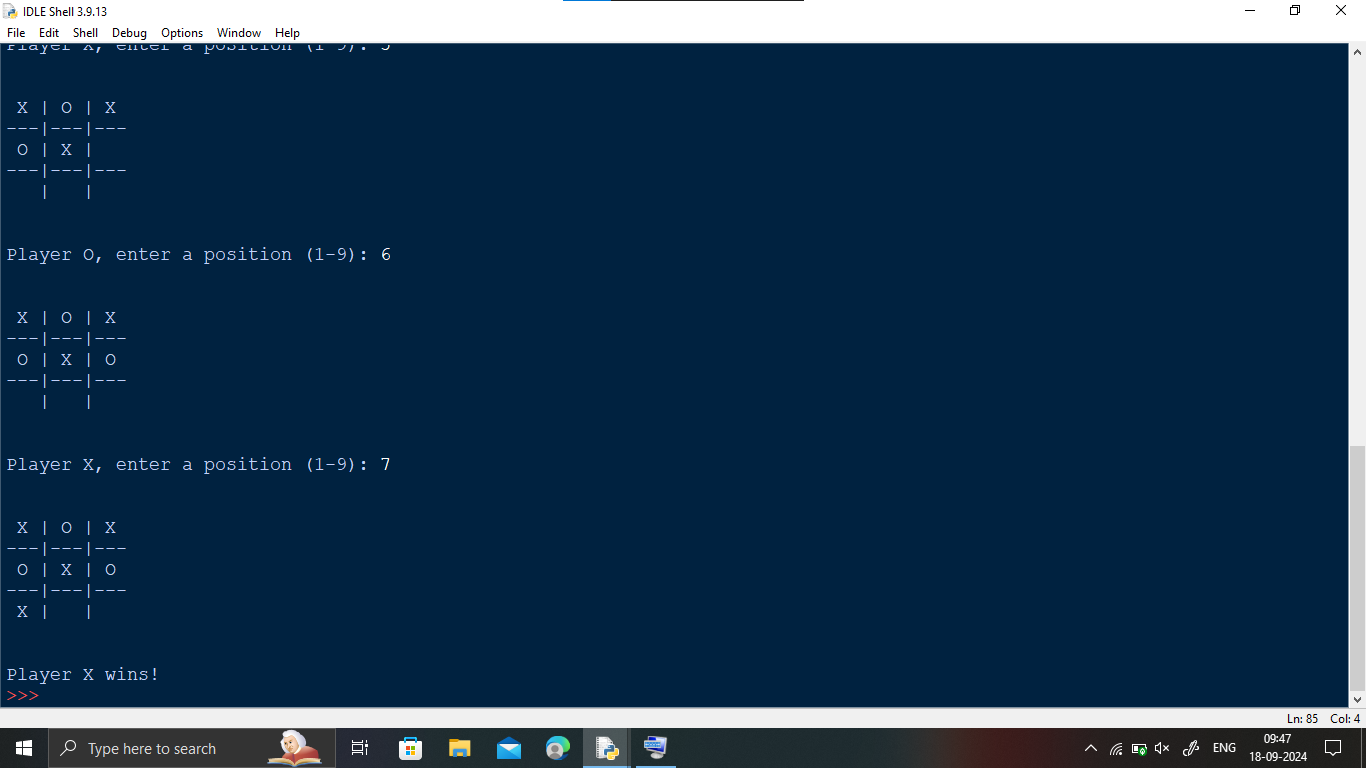 IDLE Shell 3.9.13
File Edit Shell Debug Options Window Help
Player X, enter a position (1-9): 5
 X | O | X
---|---|---
 O | X |
---|---|---
   |   |
Player O, enter a position (1-9): 6
 X | O | X
---|---|---
 O | X | O
---|---|---
   |   |
Player X, enter a position (1-9): 7
 X | O | X
---|---|---
 O | X | O
---|---|---
 X |   |
Player X wins!
>>>
Ln: 85 Col: 4
Type here to search
ENG
09:47
18-09-2024